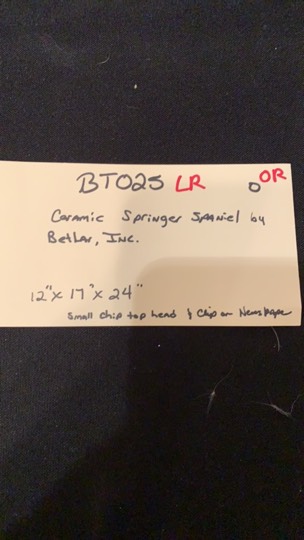 BT025 LR o OR
Ceramic Springer Spaniel by
Betlar, Inc.
12" x 17" x 24"
Small chip top head & Chip on Newspaper